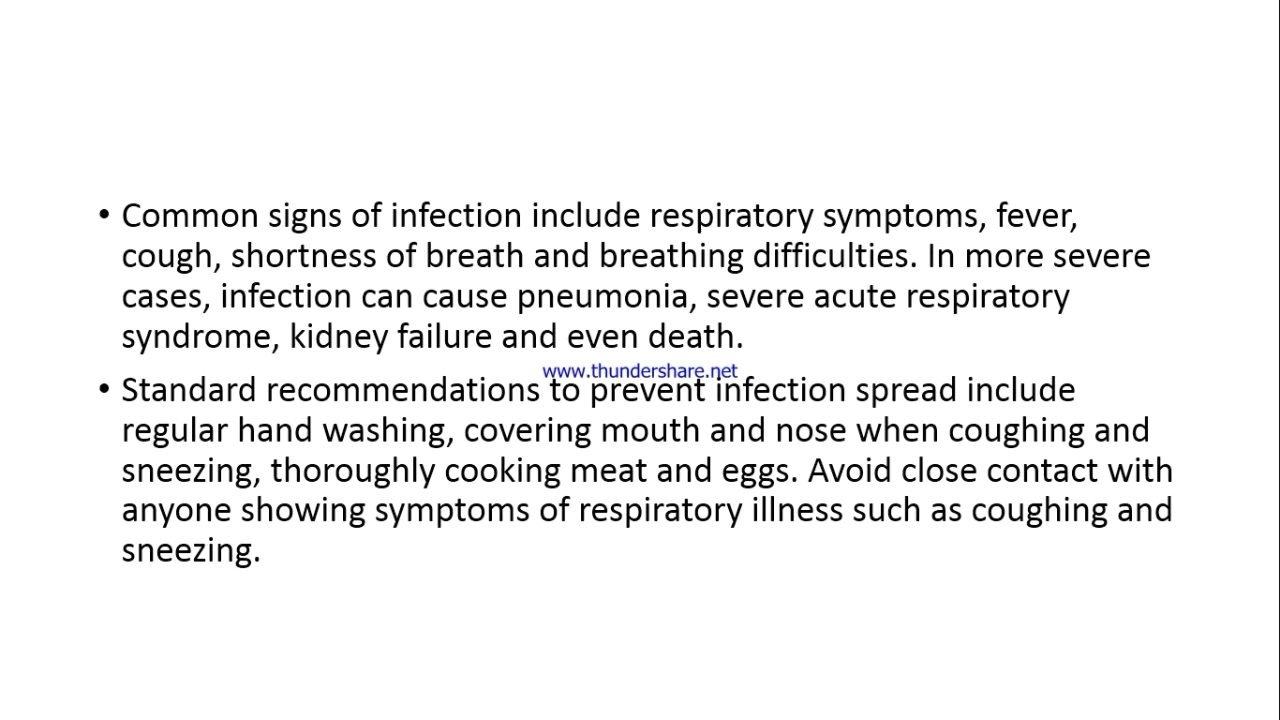 • Common signs of infection include respiratory symptoms, fever,
cough, shortness of breath and breathing difficulties. In more severe
cases, infection can cause pneumonia, severe acute respiratory
syndrome, kidney failure and even death.
www.thundershare.net
• Standard recommendations to prevent infection spread include
regular hand washing, covering mouth and nose when coughing and
sneezing, thoroughly cooking meat and eggs. Avoid close contact with
anyone showing symptoms of respiratory illness such as coughing and
sneezing.